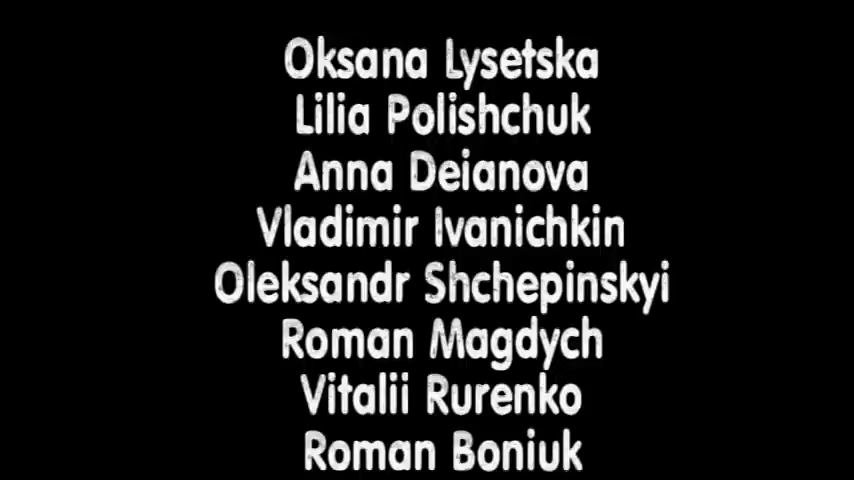 Oksana Lysetska
Lilia Polishchuk
Anna Deianova
Vladimir Ivanichkin
Oleksandr Shchepinskyi
Roman Magdych
Vitalii Rurenko
Roman Boniuk